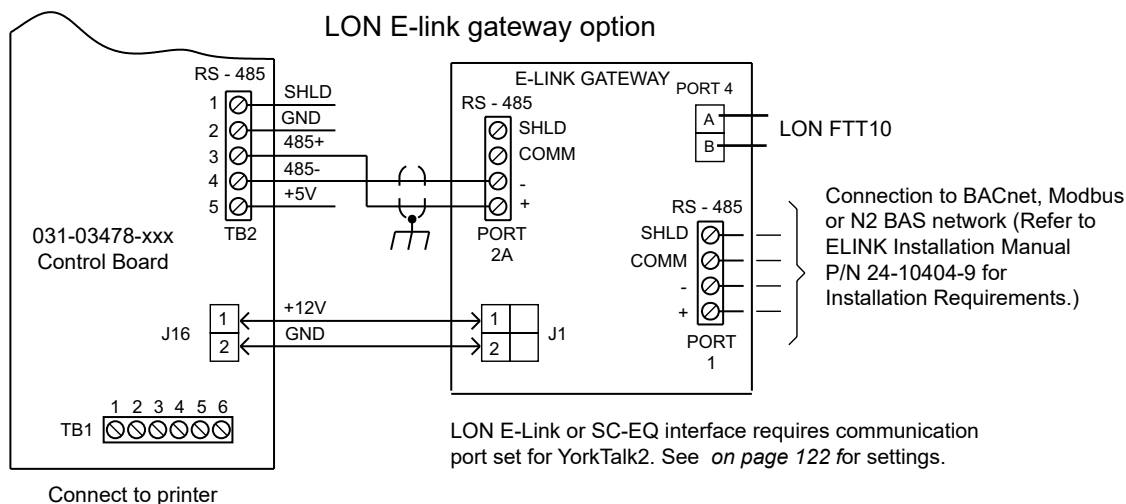 LON E-link gateway option
RS - 485
1 SHLD
2 GND
3 485+
4 485-
5 +5V
TB2
031-03478-xxx
Control Board
J16
1 +12V
2 GND
TB1
1 2 3 4 5 6
Connect to printer
E-LINK GATEWAY
RS - 485
SHLD
COMM
-
+
PORT
2A
1
2
J1
PORT 4
A
B
LON FTT10
RS - 485
SHLD
COMM
-
+
PORT
1
Connection to BACnet, Modbus
or N2 BAS network (Refer to
ELINK Installation Manual
P/N 24-10404-9 for
Installation Requirements.)
LON E-Link or SC-EQ interface requires communication
port set for YorkTalk2. See on page 122 for settings.